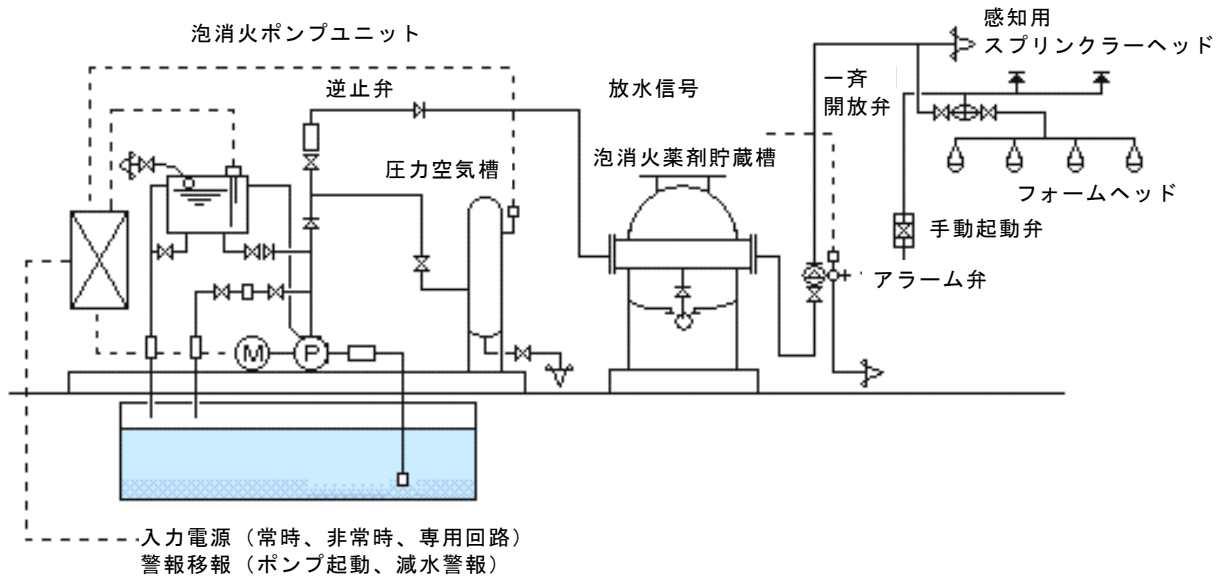 泡消火ポンプユニット
感知用
スプリンクラーヘッド
逆止弁
放水信号
一斉
開放弁
圧力空気槽
泡消火薬剤貯蔵槽
フォームヘッド
手動起動弁
アラーム弁
M
P
入力電源（常時、非常時、専用回路）
警報移報（ポンプ起動、減水警報）